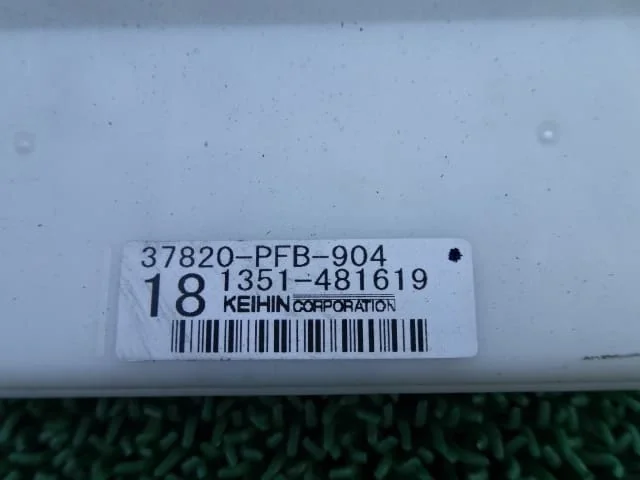 37820-PFB-904
18 1351-481619
KEIHIN CORPORATION